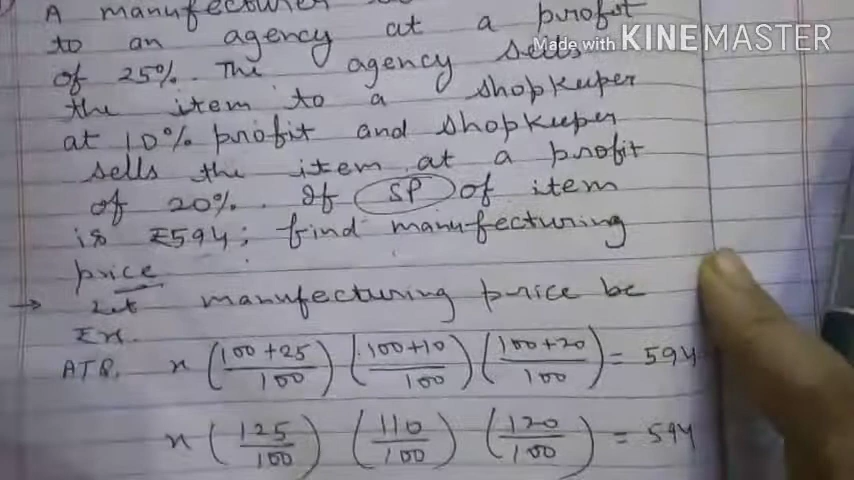 A manufecturer
to an agency at a profit
Made with KINEMASTER
of 25%. The agency sells
the item to a shopkeeper
at 10% profit and shopkeeper
sells the item at a profit
of 20%. If SP of item
is ₹594; find manufecturing
price
→ Let manufecturing price be
₹x.
ATQ. x (100+25/100) (100+10/100) (100+20/100) = 594
x (125/100) (110/100) (120/100) = 594